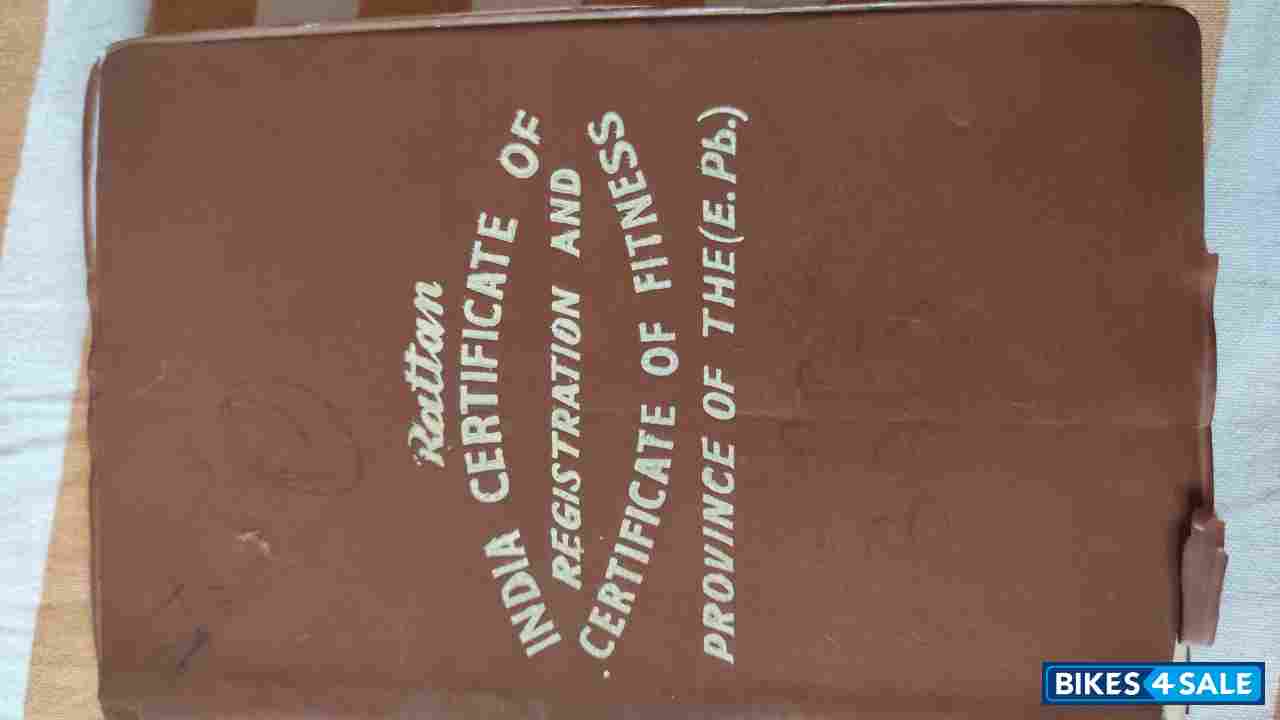 Rattan
INDIA CERTIFICATE OF
REGISTRATION AND
CERTIFICATE OF FITNESS
PROVINCE OF THE (E. Pb.)
BIKES4SALE